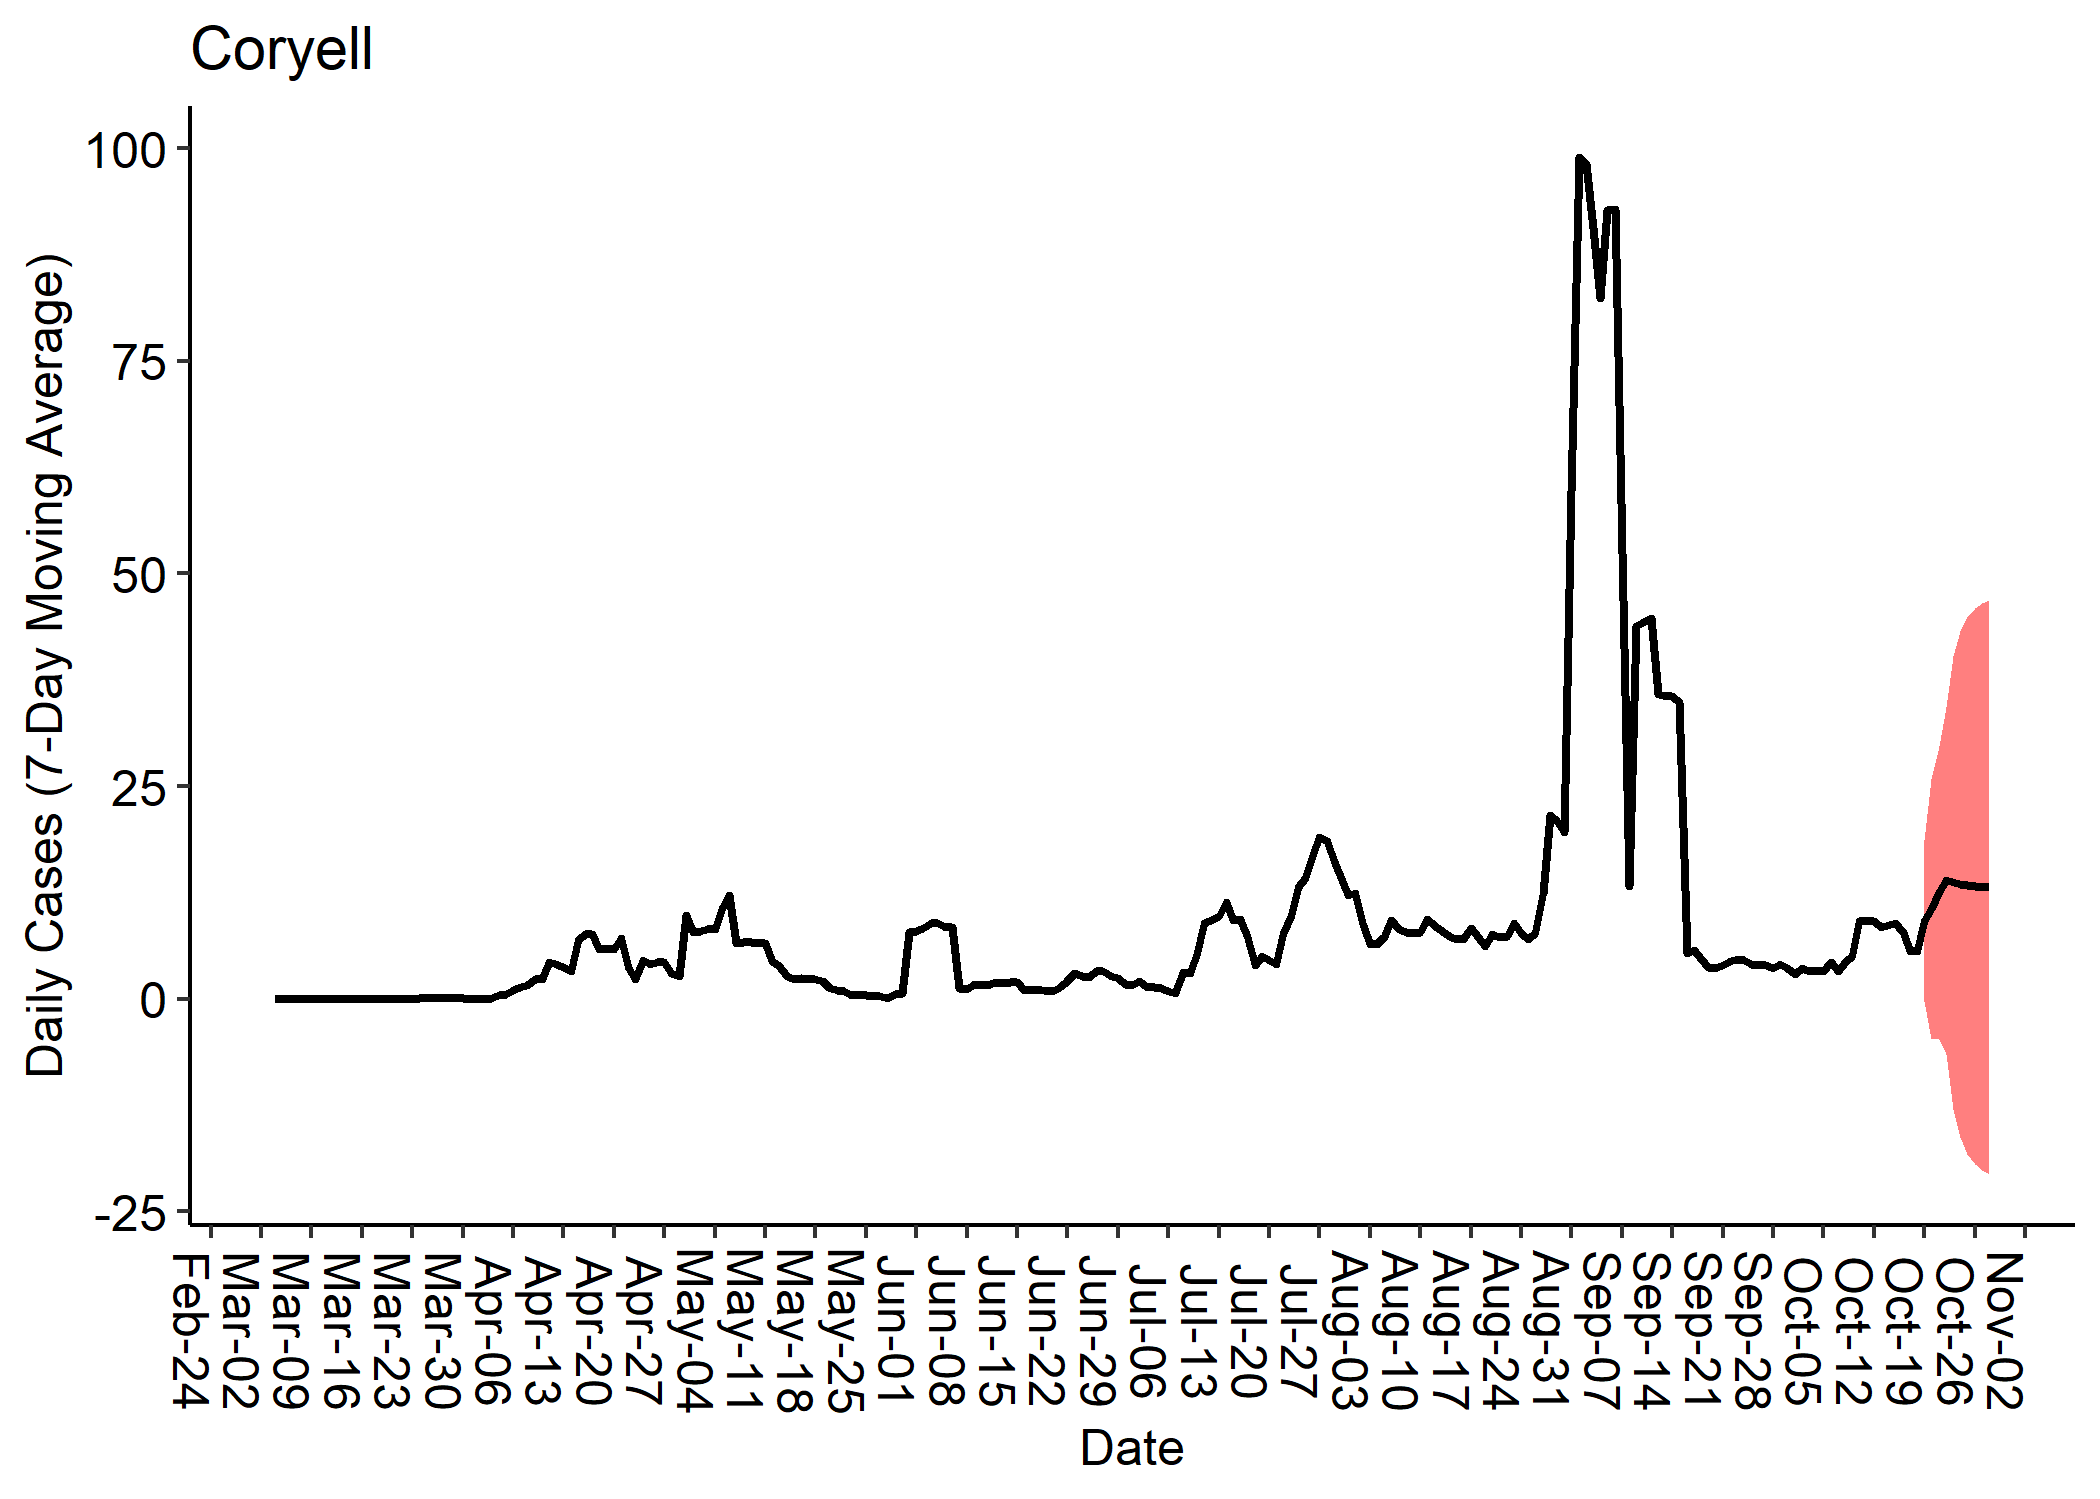 Coryell
Daily Cases (7-Day Moving Average)
100
75
50
25
0
-25
Feb-24
Mar-02
Mar-09
Mar-16
Mar-23
Mar-30
Apr-06
Apr-13
Apr-20
Apr-27
May-04
May-11
May-18
May-25
Jun-01
Jun-08
Jun-15
Jun-22
Jun-29
Jul-06
Jul-13
Jul-20
Jul-27
Aug-03
Aug-10
Aug-17
Aug-24
Aug-31
Sep-07
Sep-14
Sep-21
Sep-28
Oct-05
Oct-12
Oct-19
Oct-26
Nov-02
Date